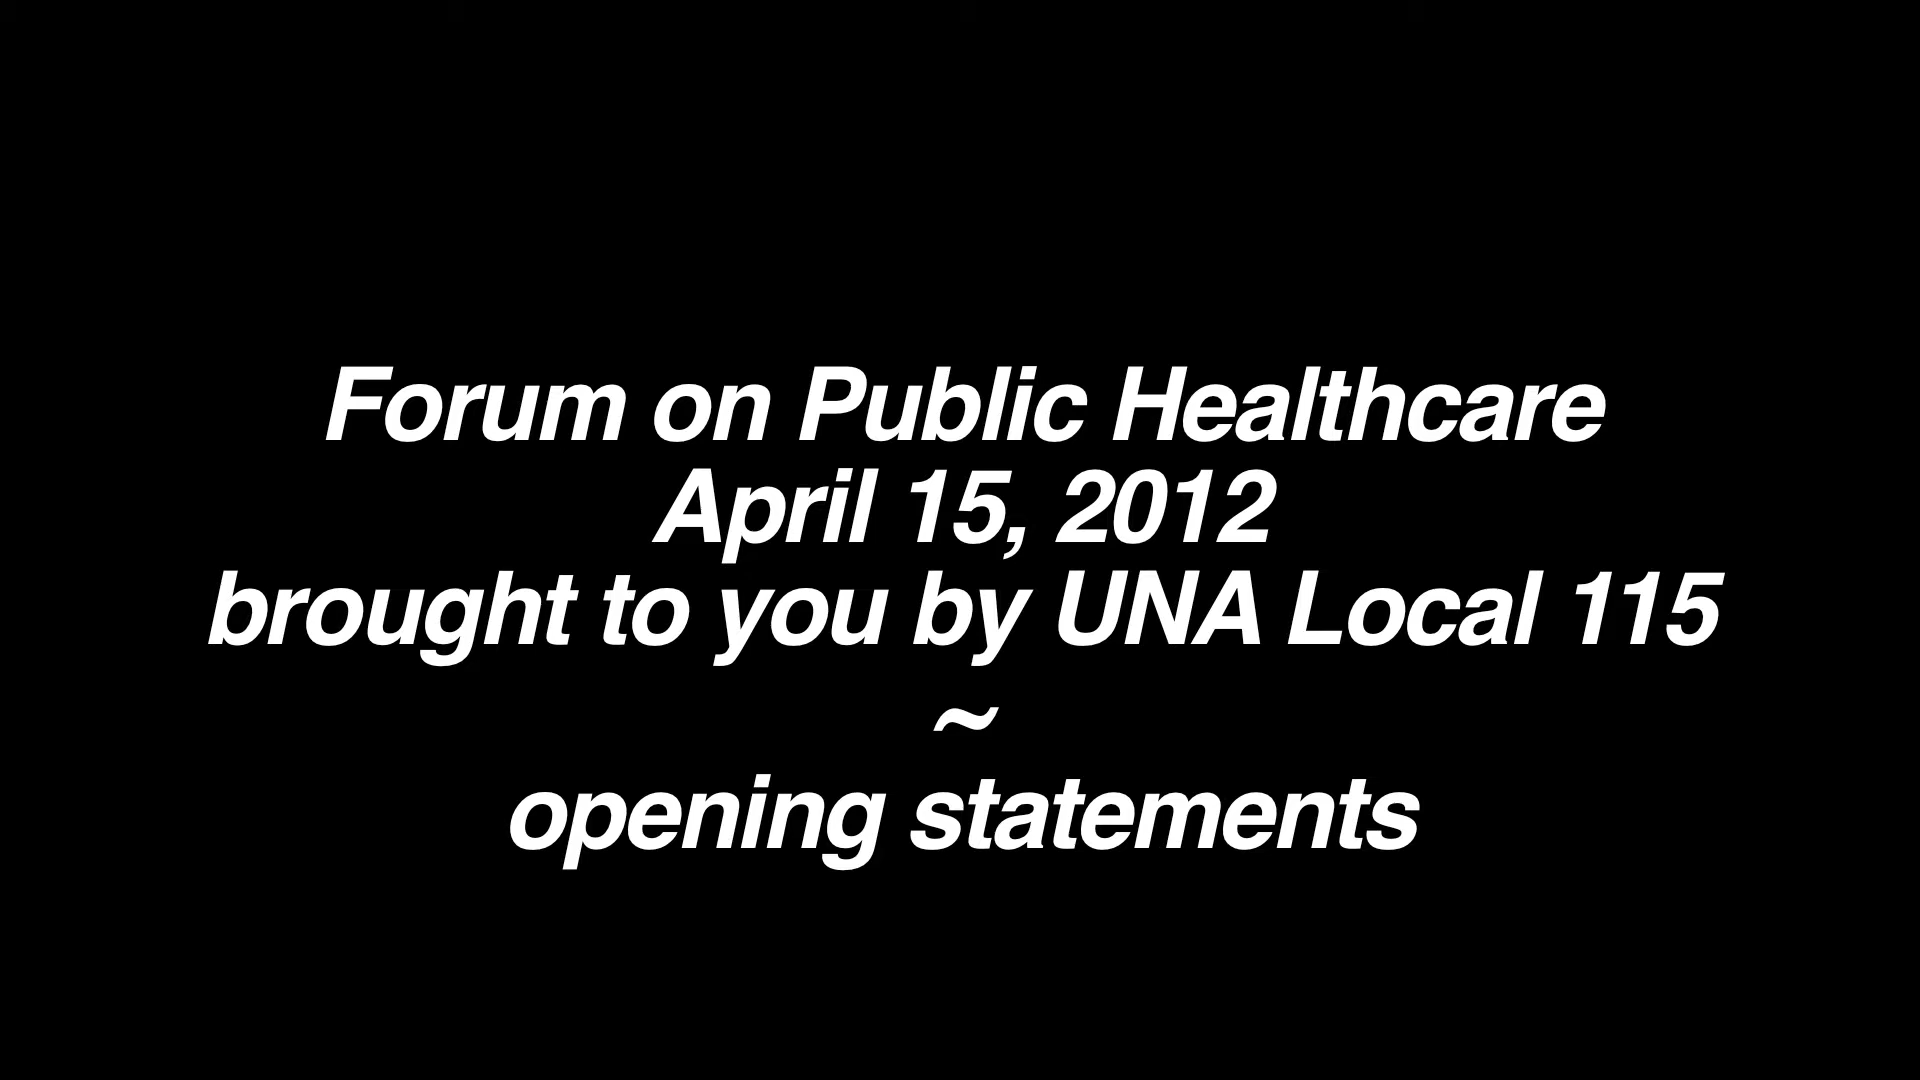 Forum on Public Healthcare
April 15, 2012
brought to you by UNA Local 115
~
opening statements